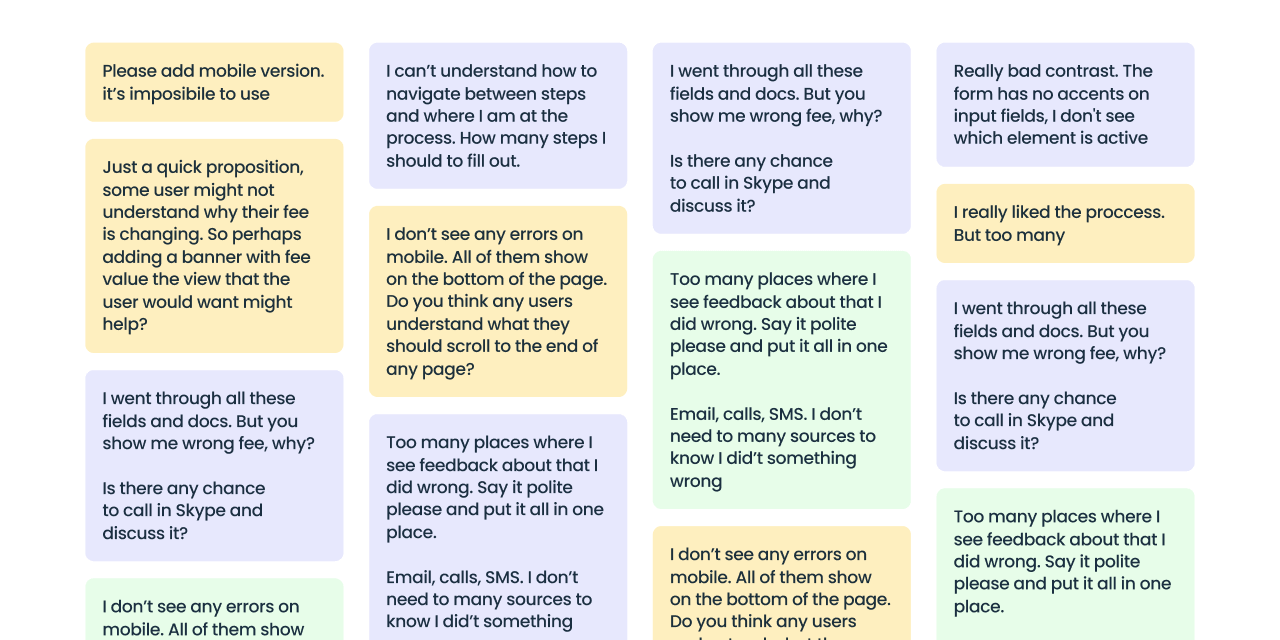 Please add mobile version.
it's imposibile to use
Just a quick proposition,
some user might not
understand why their fee
is changing. So perhaps
adding a banner with fee
value the view that the
user would want might
help?
I went through all these
fields and docs. But you
show me wrong fee, why?
Is there any chance
to call in Skype and
discuss it?
I don't see any errors on
mobile. All of them show
I can't understand how to
navigate between steps
and where I am at the
process. How many steps I
should to fill out.
I don't see any errors on
mobile. All of them show
on the bottom of the page.
Do you think any users
understand what they
should scroll to the end of
any page?
Too many places where I
see feedback about that I
did wrong. Say it polite
please and put it all in one
place.
Email, calls, SMS. I don't
need to many sources to
know I did't something
I went through all these
fields and docs. But you
show me wrong fee, why?
Is there any chance
to call in Skype and
discuss it?
Too many places where I
see feedback about that I
did wrong. Say it polite
please and put it all in one
place.
Email, calls, SMS. I don't
need to many sources to
know I did't something
wrong
I don't see any errors on
mobile. All of them show
on the bottom of the page.
Do you think any users
Really bad contrast. The
form has no accents on
input fields, I don't see
which element is active
I really liked the proccess.
But too many
I went through all these
fields and docs. But you
show me wrong fee, why?
Is there any chance
to call in Skype and
discuss it?
Too many places where I
see feedback about that I
did wrong. Say it polite
please and put it all in one
place.